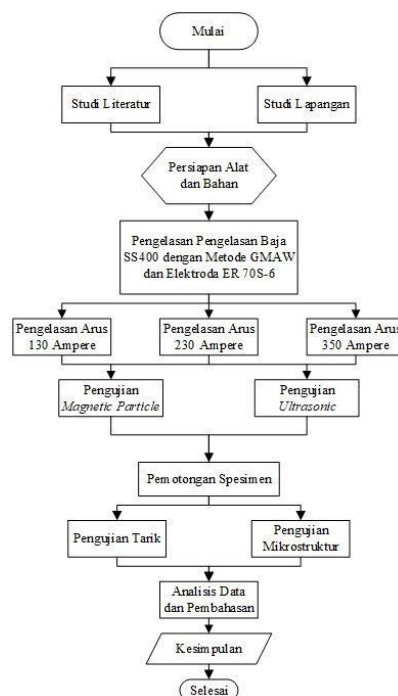 Mulai
Studi Literatur
Studi Lapangan
Persiapan Alat
dan Bahan
Pengelasan Pengelasan Baja
SS400 dengan Metode GMAW
dan Elektroda ER 70S-6
Pengelasan Arus
130 Ampere
Pengelasan Arus
230 Ampere
Pengelasan Arus
350 Ampere
Pengujian
Magnetic Particle
Pengujian
Ultrasonic
Pemotongan Spesimen
Pengujian Tarik
Pengujian
Mikrostruktur
Analisis Data
dan Pembahasan
Kesimpulan
Selesai